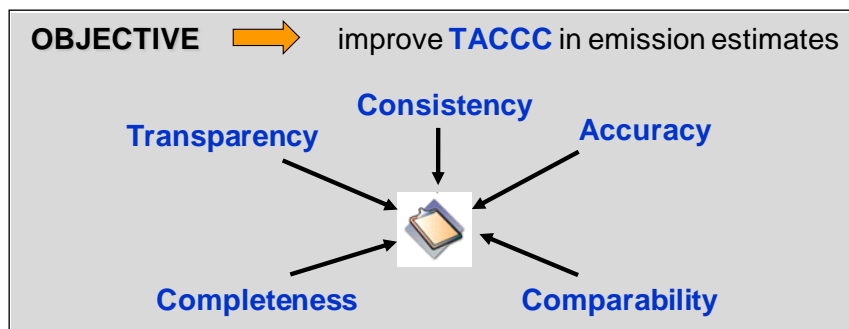 OBJECTIVE improve TACCC in emission estimates
Consistency
Transparency
Accuracy
Completeness
Comparability